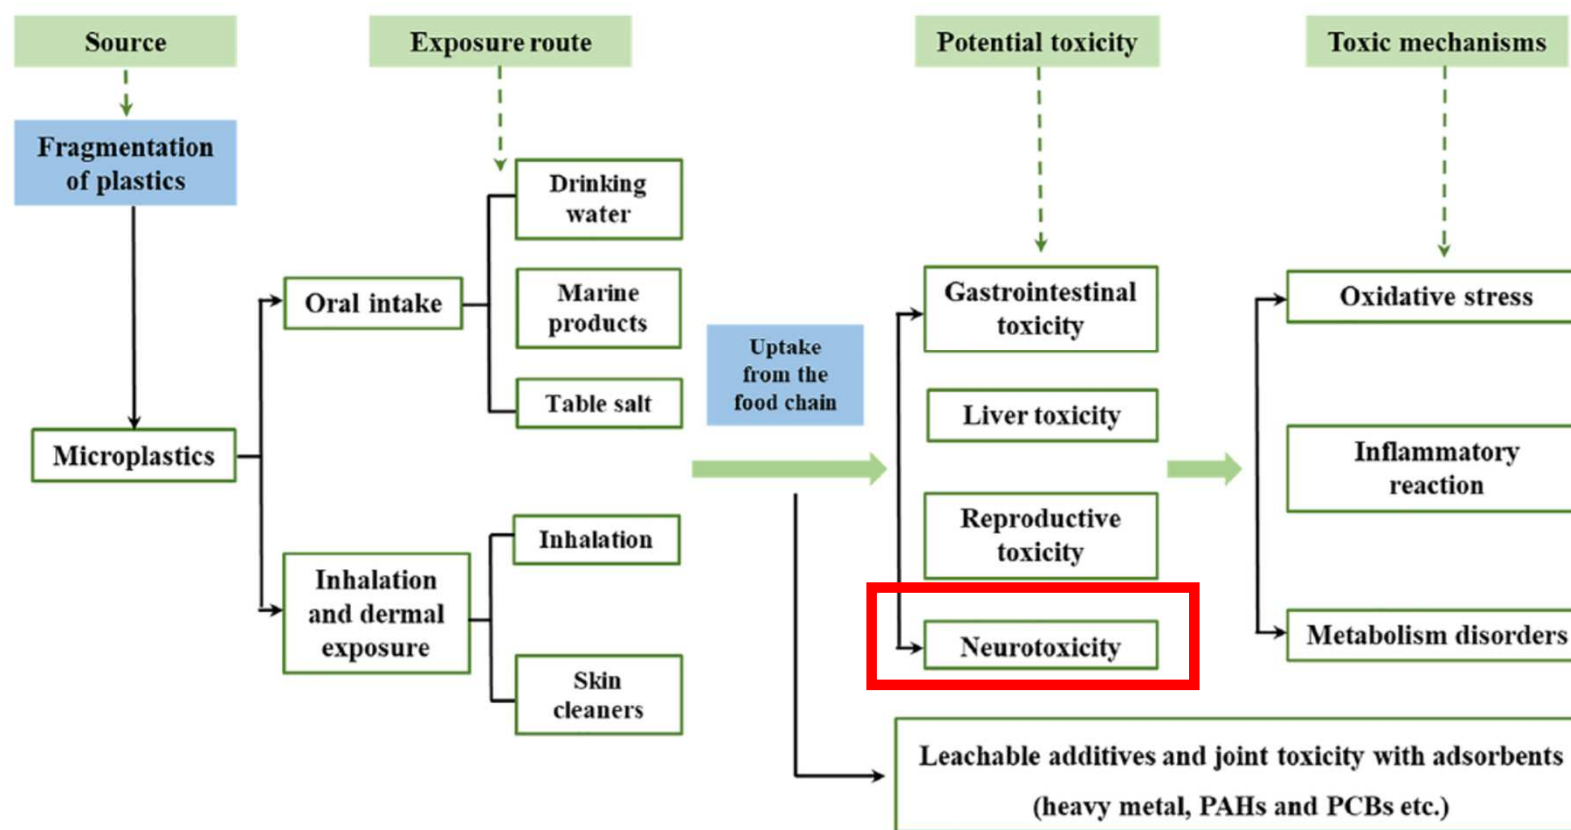 Source
Exposure route
Potential toxicity
Toxic mechanisms
Fragmentation
of plastics
Microplastics
Oral intake
Inhalation
and dermal
exposure
Drinking
water
Marine
products
Table salt
Inhalation
Skin
cleaners
Uptake
from the
food chain
Gastrointestinal
toxicity
Liver toxicity
Reproductive
toxicity
Neurotoxicity
Leachable additives and joint toxicity with adsorbents
(heavy metal, PAHs and PCBs etc.)
Oxidative stress
Inflammatory
reaction
Metabolism disorders